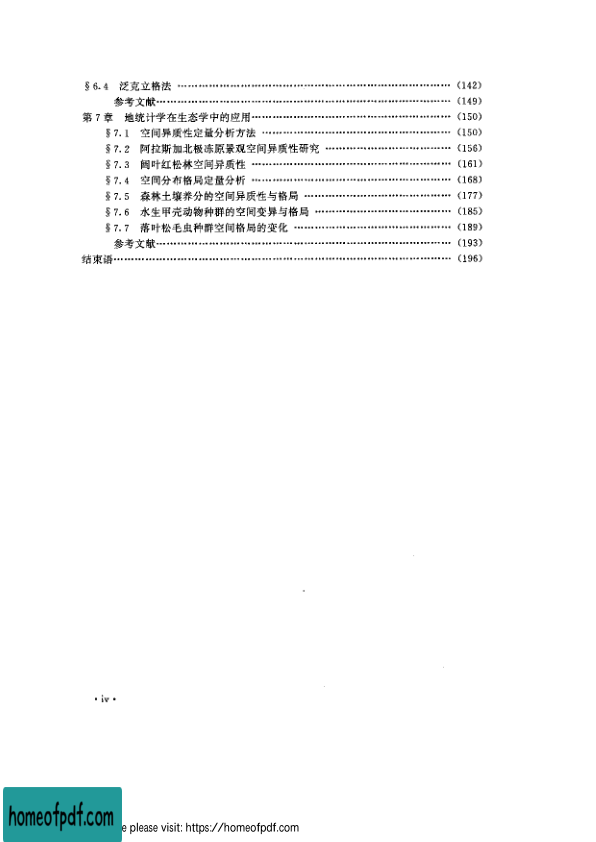 §6.4 泛克立格法 ……………………………………………………… (142)
参考文献……………………………………………………… (149)
第7章 地统计学在生态学中的应用……………………………………… (150)
§7.1 空间异质性定量分析方法 ……………………………………… (150)
§7.2 阿拉斯加北极冻原景观空间异质性研究 ………………………… (156)
§7.3 阔叶红松林空间异质性 ………………………………………… (161)
§7.4 空间分布格局定量分析 ………………………………………… (168)
§7.5 森林土壤养分的空间异质性与格局 …………………………… (177)
§7.6 水生甲壳动物种群的空间变异与格局 ………………………… (185)
§7.7 落叶松毛虫种群空间格局的变化 ……………………………… (189)
参考文献……………………………………………………… (193)
结束语……………………………………………………………… (196)
· iv ·
homeofpdf.com
e please visit: https://homeofpdf.com